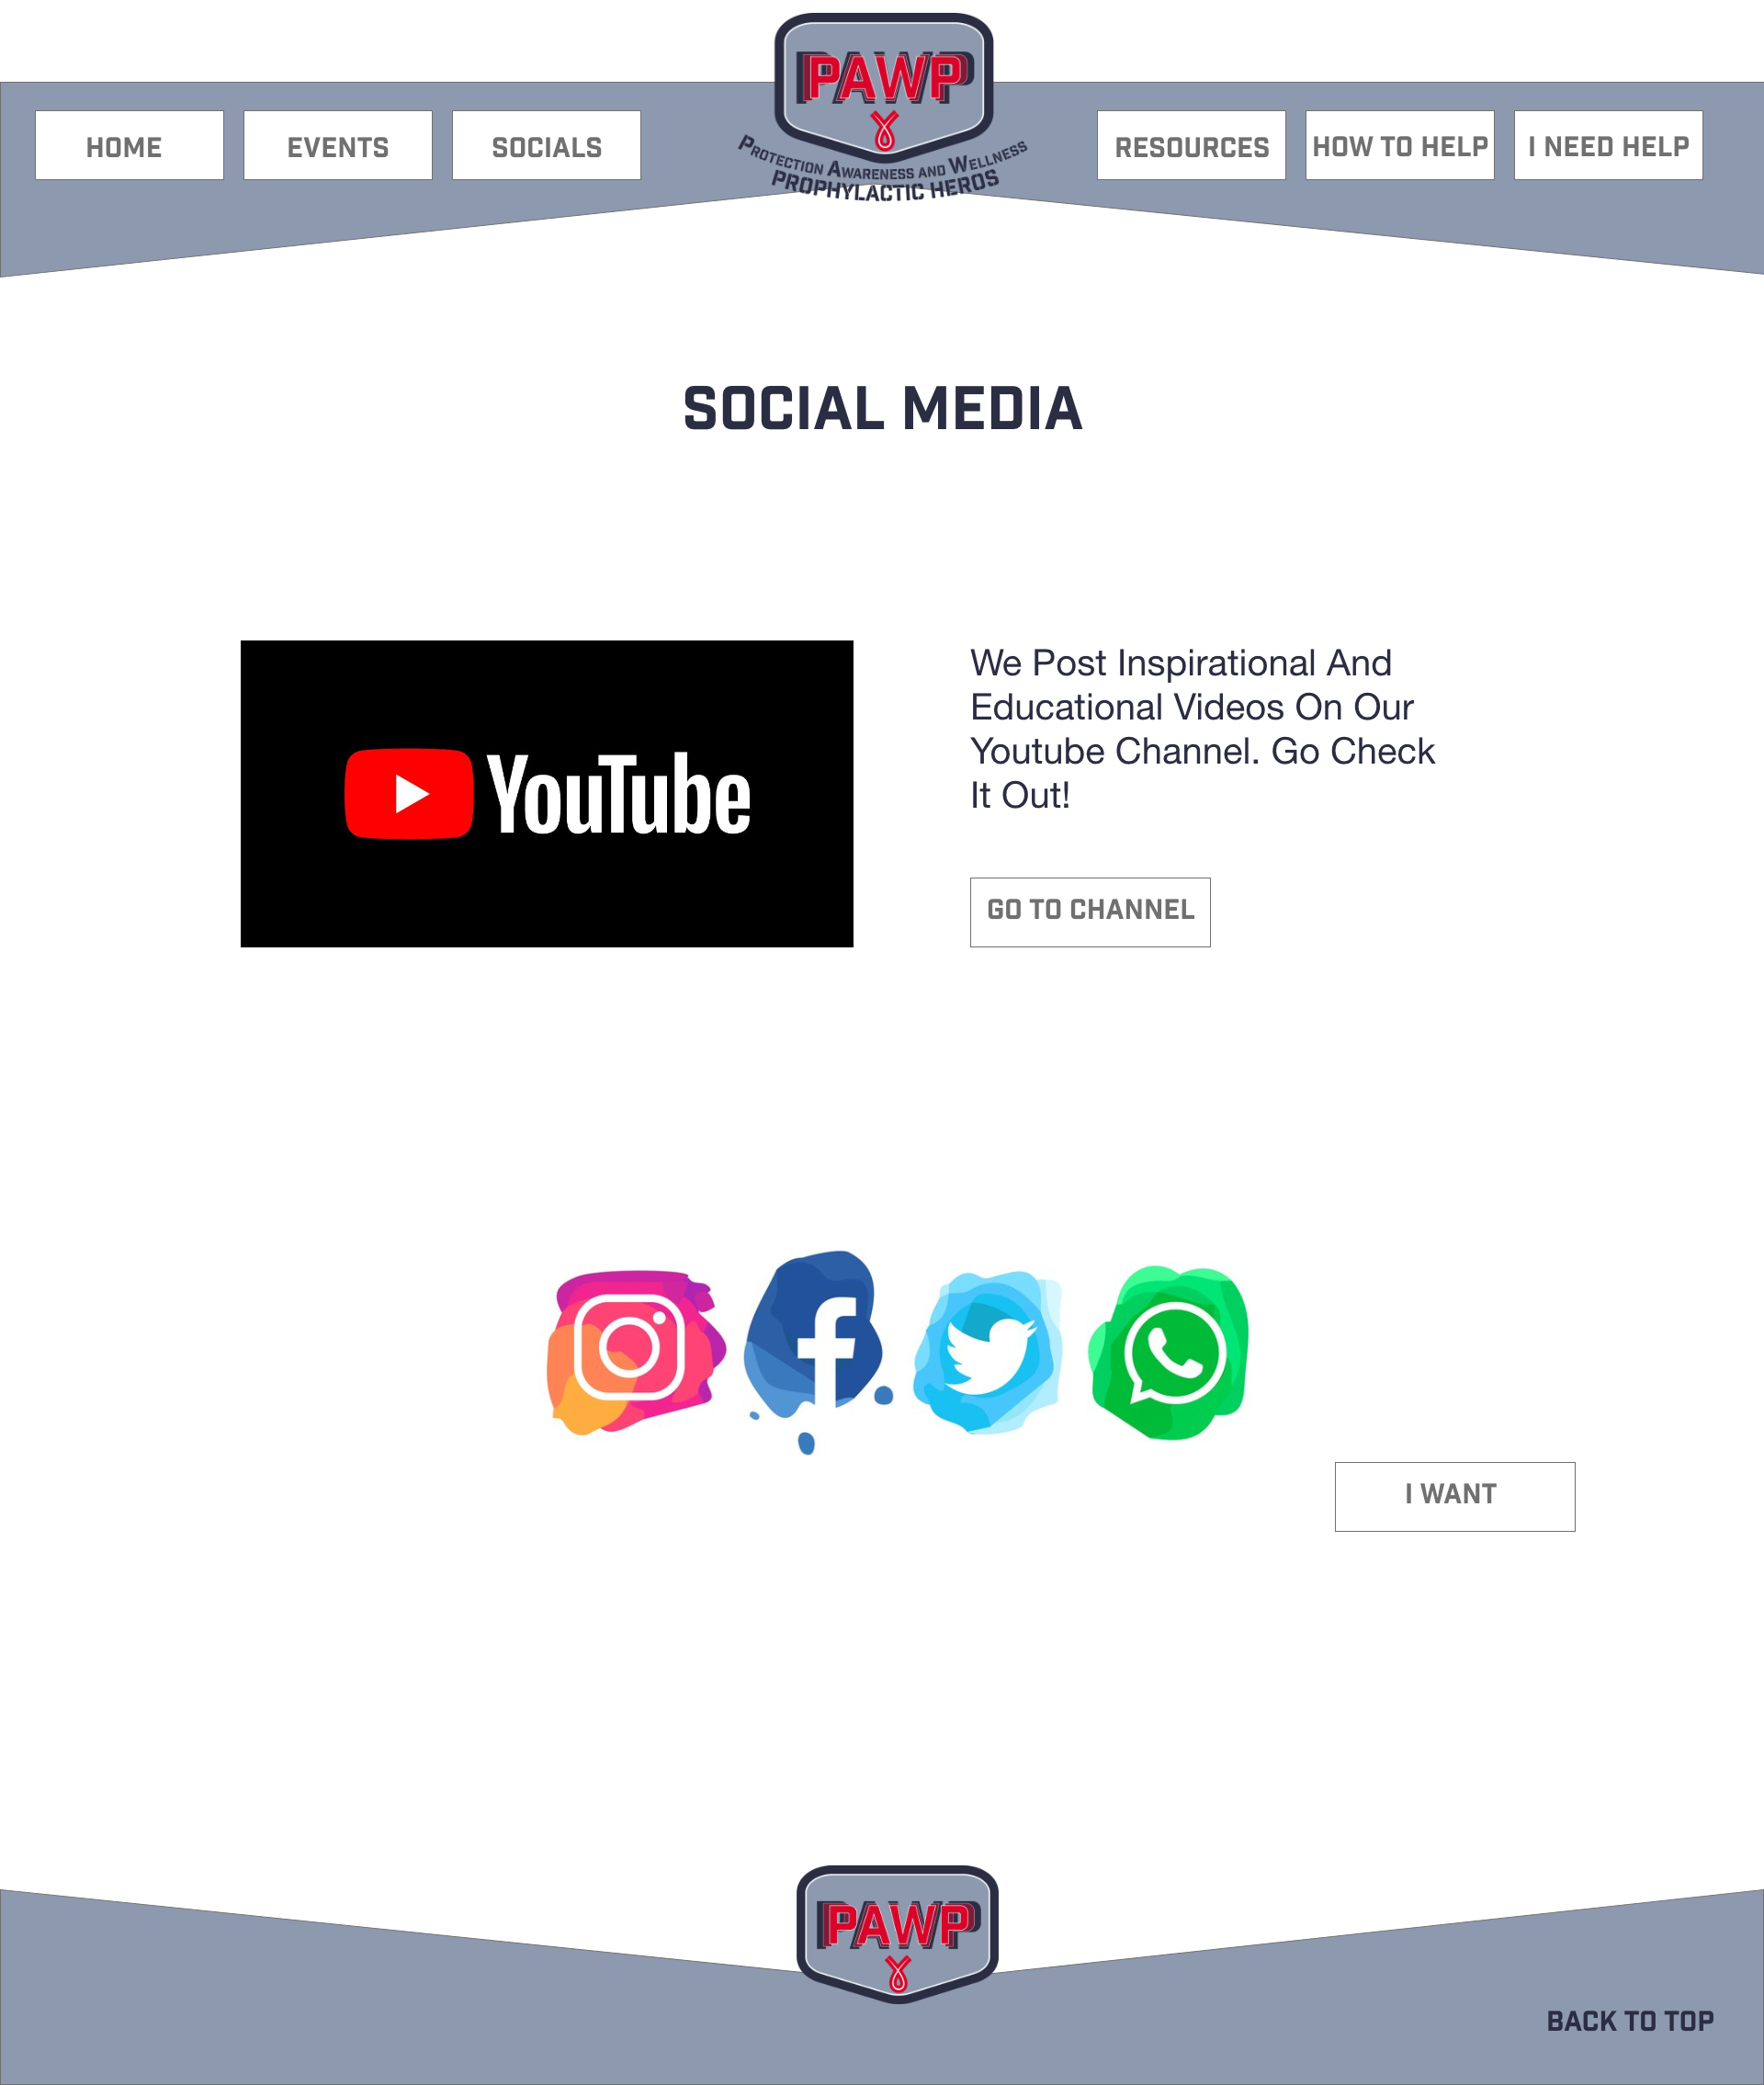 PAWP
HOME
EVENTS
SOCIALS
RESOURCES
HOW TO HELP
I NEED HELP
PROTECTION AWARENESS AND WELLNESS
PROPHYLACTIC HEROS
SOCIAL MEDIA
YouTube
We Post Inspirational And
Educational Videos On Our
Youtube Channel. Go Check
It Out!
GO TO CHANNEL
I WANT
PAWP
BACK TO TOP